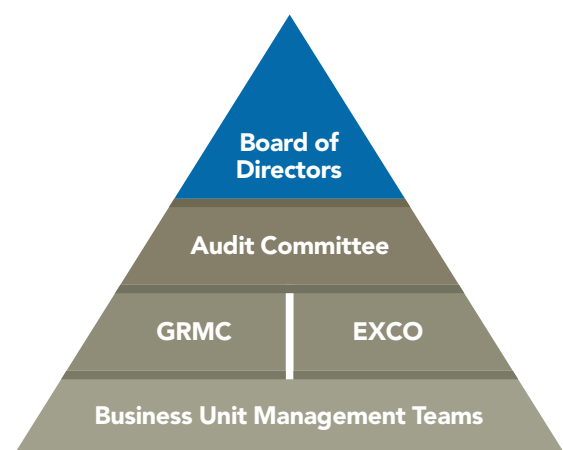 Board of
Directors
Audit Committee
GRMC
EXCO
Business Unit Management Teams